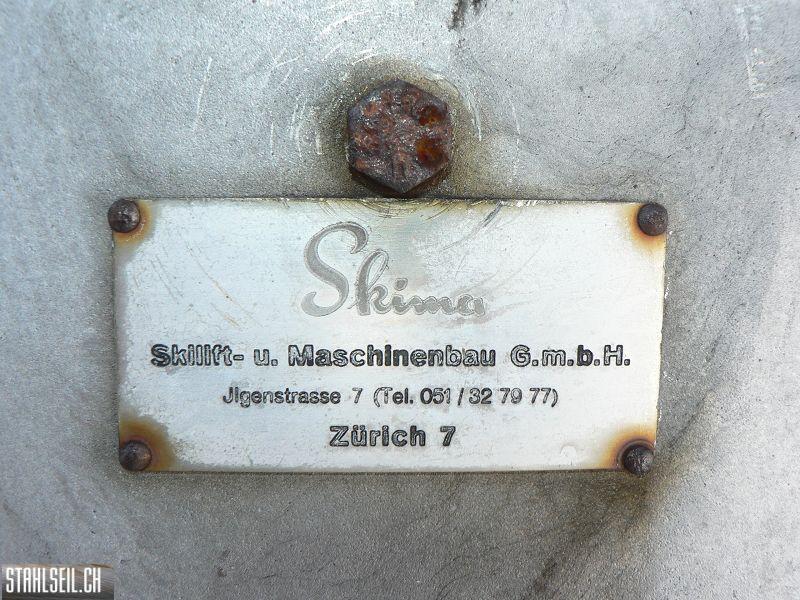 Skima
Skilift- u. Maschinenbau G.m.b.H.
Jlgenstrasse 7 (Tel. 051 / 32 79 77)
Zürich 7
STAHLSEIL.CH